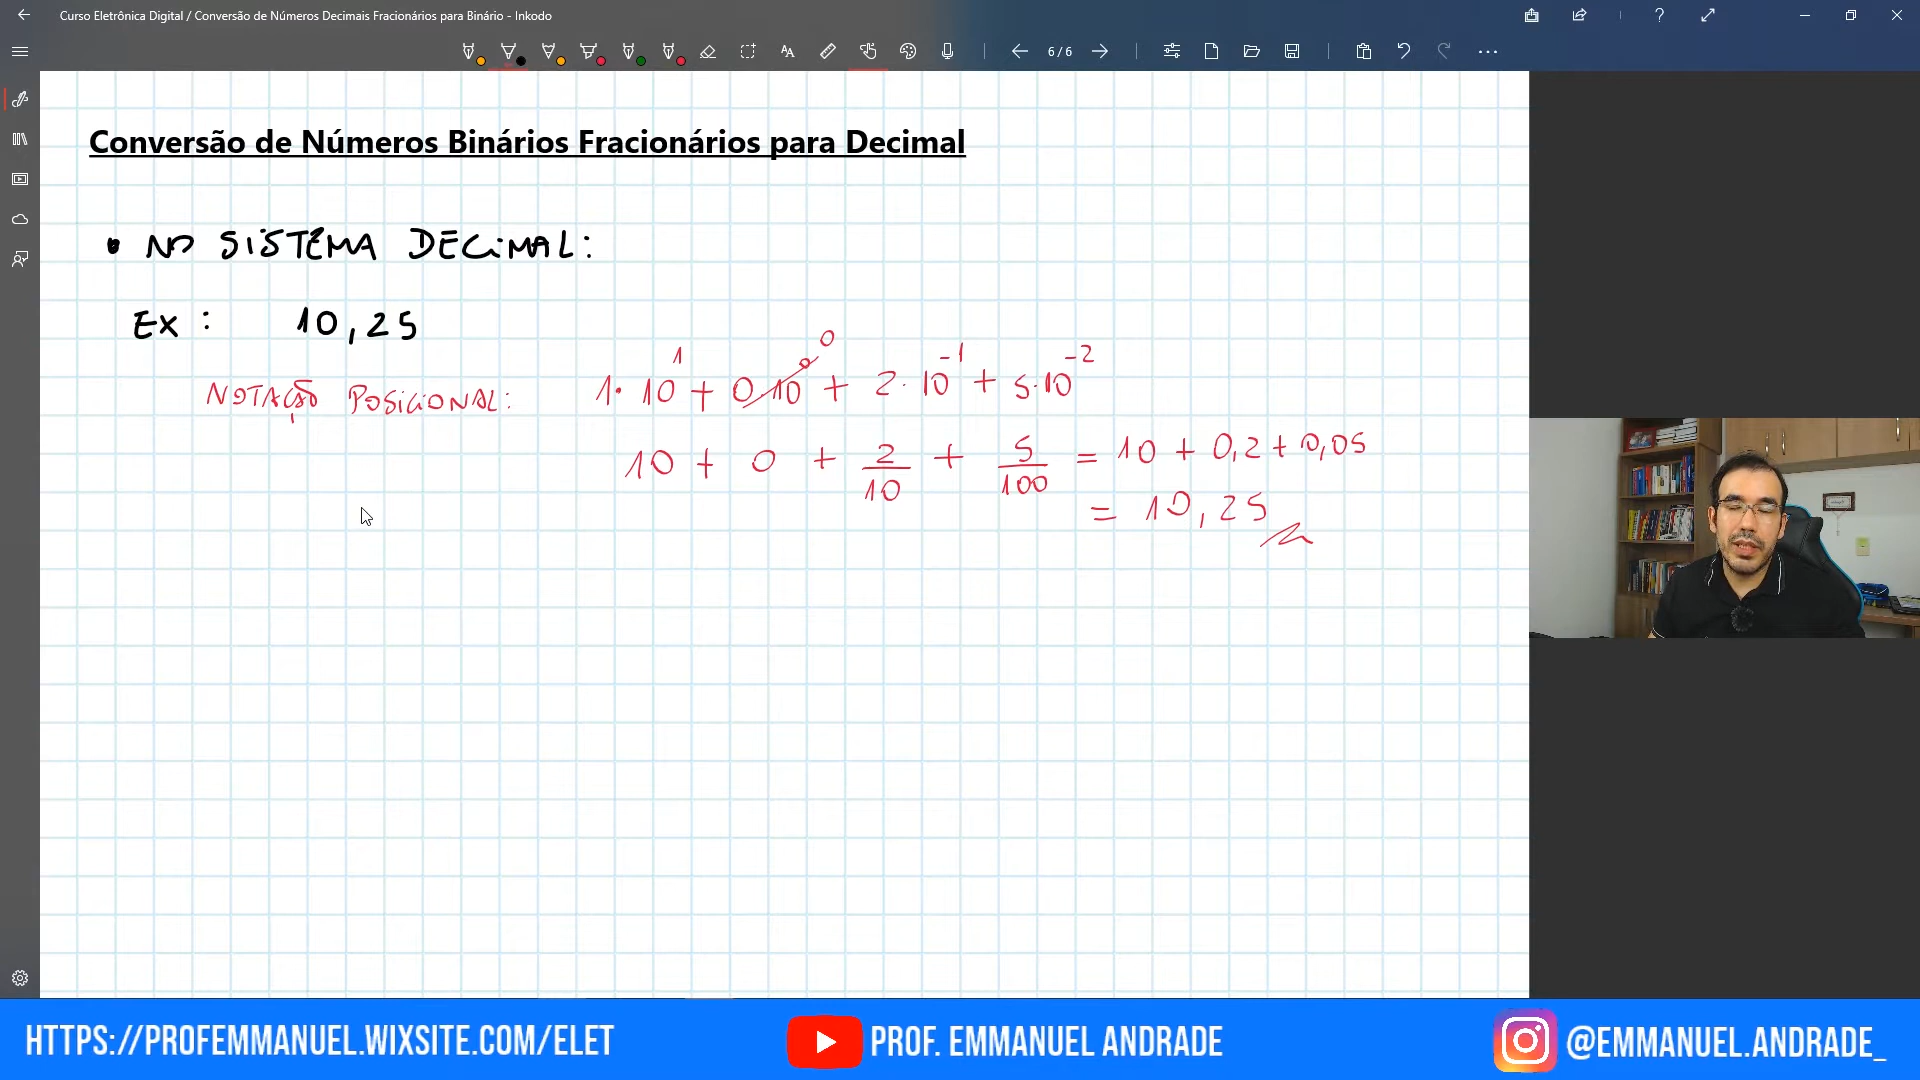 Curso Eletrônica Digital / Conversão de Números Decimais Fracionários para Binário - Inkodo
6/6
Conversão de Números Binários Fracionários para Decimal
• NO SISTEMA DECIMAL:
EX : 10,25
NOTAÇÃO POSICIONAL: 1·10¹ + 0·10⁰ + 2·10⁻¹ + 5·10⁻²
10 + 0 + 2/10 + 5/100 = 10 + 0,2 + 0,05
= 10,25
HTTPS://PROFEMMANUEL.WIXSITE.COM/ELET
PROF. EMMANUEL ANDRADE
@EMMANUEL.ANDRADE_